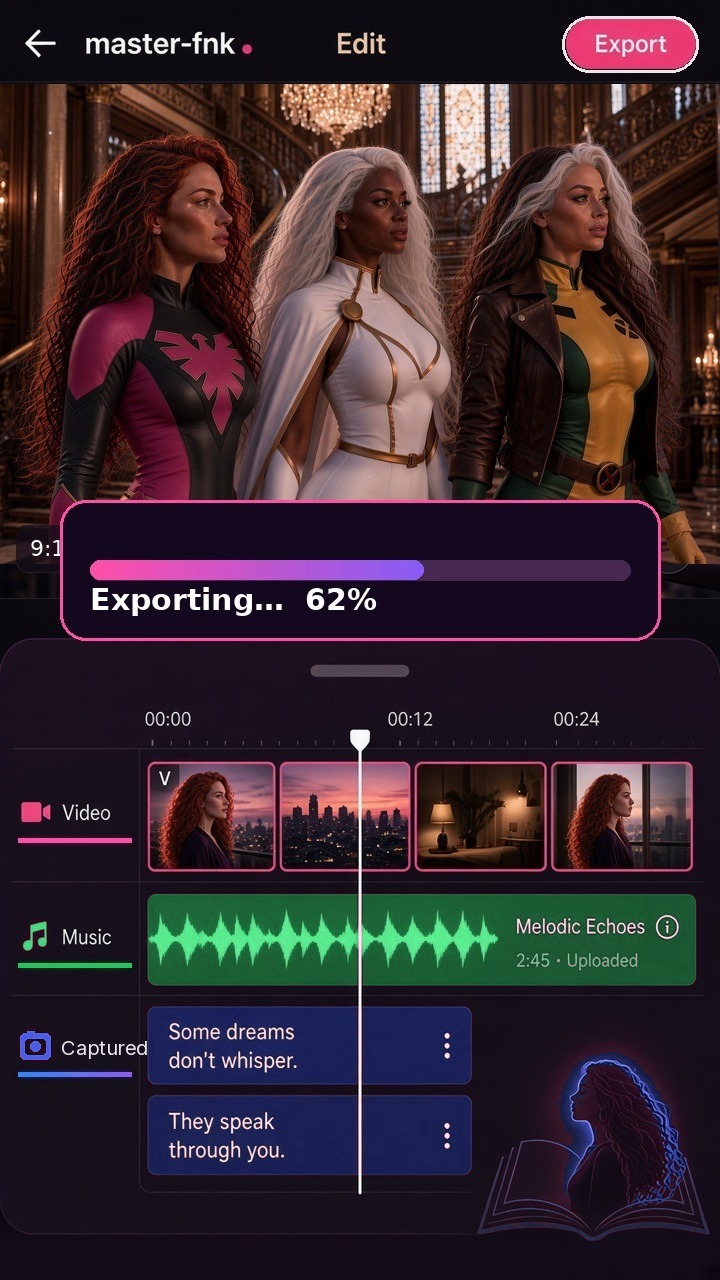 master-fnk
Edit
Export
9:1
Exporting... 62%
00:00
00:12
00:24
Video
V
Music
Melodic Echoes
2:45 • Uploaded
Captured
Some dreams
don't whisper.
They speak
through you.